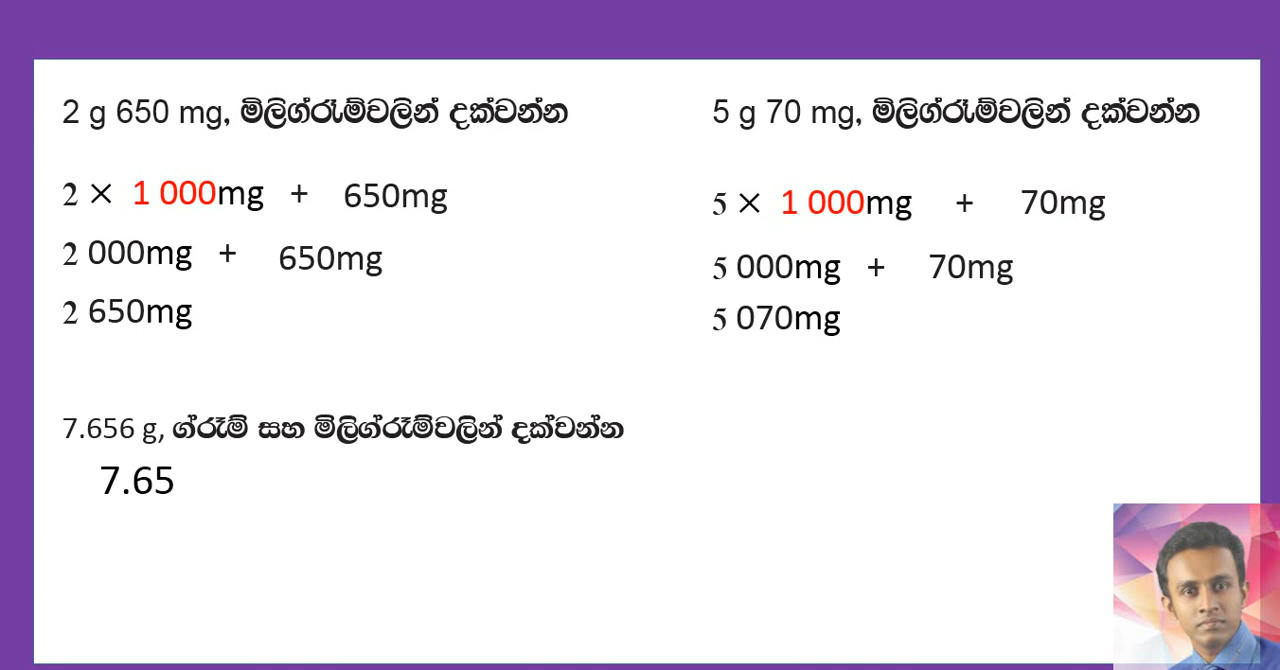 2 g 650 mg, මිලිග්රෑම්වලින් දක්වන්න
2 × 1 000mg + 650mg
2 000mg + 650mg
2 650mg
5 g 70 mg, මිලිග්රෑම්වලින් දක්වන්න
5 × 1 000mg + 70mg
5 000mg + 70mg
5 070mg
7.656 g, ග්රෑම් සහ මිලිග්රෑම්වලින් දක්වන්න
7.65